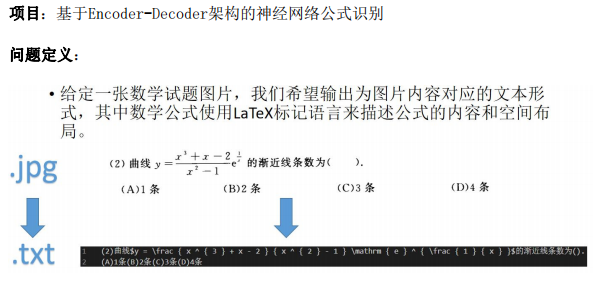 项目：基于Encoder-Decoder架构的神经网络公式识别
问题定义：
• 给定一张数学试题图片，我们希望输出为图片内容对应的文本形
式，其中数学公式使用LaTeX标记语言来描述公式的内容和空间布
局。
.jpg
(2) 曲线 y = \frac{x^3+x-2}{x^2-1}e^{\frac{1}{x}} 的渐近线条数为(　　).
(A)1 条 (B)2 条 (C)3 条 (D)4 条
.txt
1 (2)曲线$y = \frac { x ^ { 3 } + x - 2 } { x ^ { 2 } - 1 } \mathrm { e } ^ { \frac { 1 } { x } }$的渐近线条数为().
2 (A)1条(B)2条(C)3条(D)4条